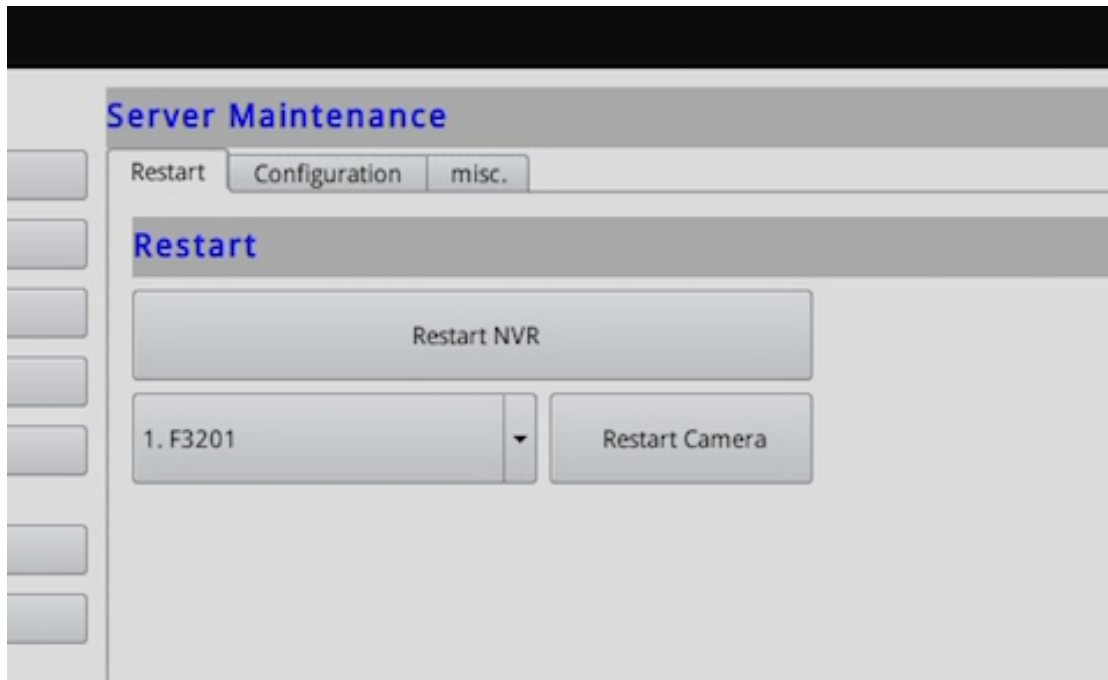 Server Maintenance
Restart Configuration misc.
Restart
Restart NVR
1. F3201 Restart Camera